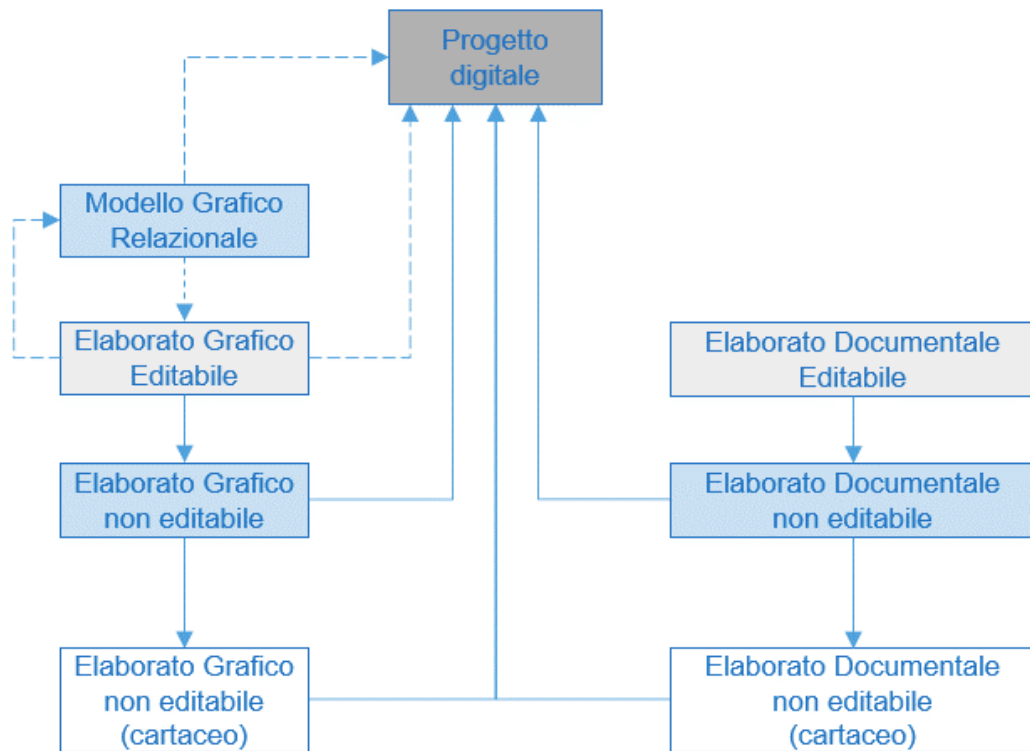 Progetto
digitale
Modello Grafico
Relazionale
Elaborato Grafico
Editabile
Elaborato Documentale
Editabile
Elaborato Grafico
non editabile
Elaborato Documentale
non editabile
Elaborato Grafico
non editabile
(cartaceo)
Elaborato Documentale
non editabile
(cartaceo)